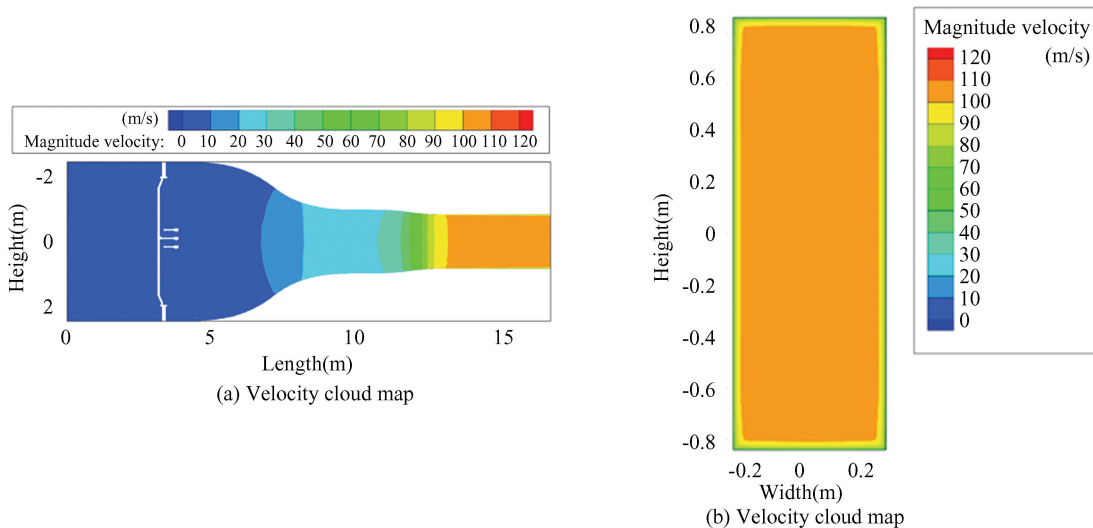 (m/s)
Magnitude velocity: 0 10 20 30 40 50 60 70 80 90 100 110 120
-2
0
2
Height(m)
0 5 10 15
Length(m)
(a) Velocity cloud map
0.8
0.6
0.4
0.2
0
-0.2
-0.4
-0.6
-0.8
Height(m)
-0.2 0 0.2
Width(m)
(b) Velocity cloud map
Magnitude velocity
(m/s)
120
110
100
90
80
70
60
50
40
30
20
10
0